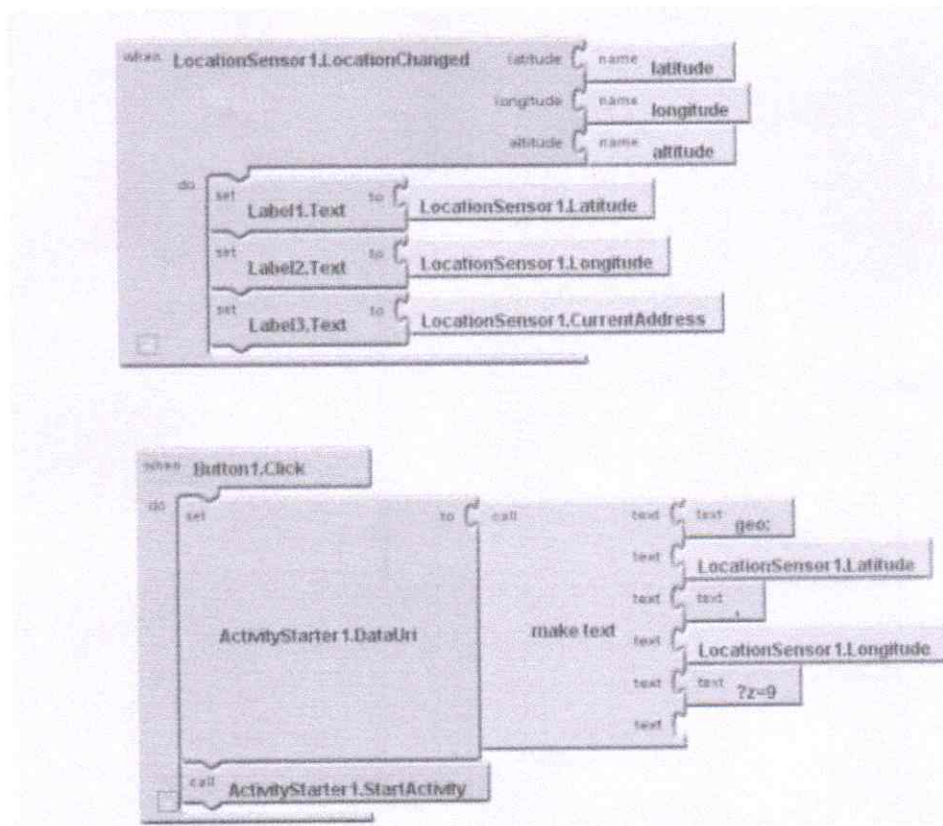 when LocationSensor1.LocationChanged latitude name latitude
longitude name longitude
altitude name altitude
do set Label1.Text to LocationSensor1.Latitude
set Label2.Text to LocationSensor1.Longitude
set Label3.Text to LocationSensor1.CurrentAddress
when Button1.Click
do set ActivityStarter1.DataUri to call make text text text geo:
text LocationSensor1.Latitude
text text ,
text LocationSensor1.Longitude
text text ?z=9
text
call ActivityStarter1.StartActivity